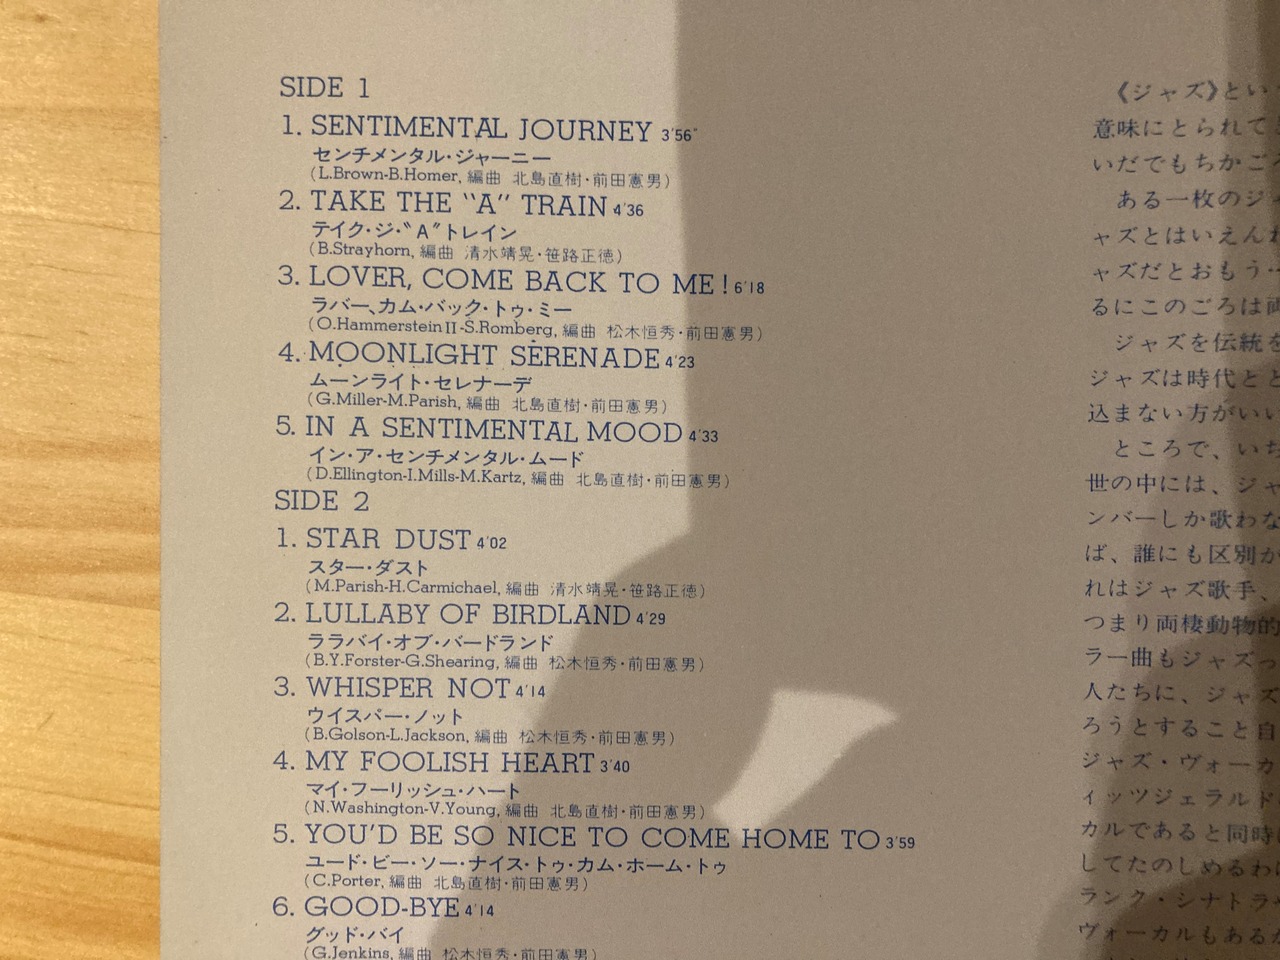 SIDE 1
1. SENTIMENTAL JOURNEY 3'56"
センチメンタル・ジャーニー
(L.Brown-B.Homer, 編曲 北島直樹・前田憲男)
2. TAKE THE "A" TRAIN 4'36
テイク・ジ・"A"トレイン
(B.Strayhorn, 編曲 清水靖晃・笹路正徳)
3. LOVER, COME BACK TO ME! 6'18
ラバー、カム・バック・トゥ・ミー
(O.HammersteinⅡ-S.Romberg, 編曲 松木恒秀・前田憲男)
4. MOONLIGHT SERENADE 4'23
ムーンライト・セレナーデ
(G.Miller-M.Parish, 編曲 北島直樹・前田憲男)
5. IN A SENTIMENTAL MOOD 4'33
イン・ア・センチメンタル・ムード
(D.Ellington-I.Mills-M.Kartz, 編曲 北島直樹・前田憲男)
SIDE 2
1. STAR DUST 4'02
スター・ダスト
(M.Parish-H.Carmichael, 編曲 清水靖晃・笹路正徳)
2. LULLABY OF BIRDLAND 4'29
ララバイ・オブ・バードランド
(B.Y.Forster-G.Shearing, 編曲 松木恒秀・前田憲男)
3. WHISPER NOT 4'14
ウイスパー・ノット
(B.Golson-L.Jackson, 編曲 松木恒秀・前田憲男)
4. MY FOOLISH HEART 3'40
マイ・フーリッシュ・ハート
(N.Washington-V.Young, 編曲 北島直樹・前田憲男)
5. YOU'D BE SO NICE TO COME HOME TO 3'59
ユード・ビー・ソー・ナイス・トゥ・カム・ホーム・トゥ
(C.Porter, 編曲 北島直樹・前田憲男)
6. GOOD-BYE 4'14
グッド・バイ
(G.Jenkins, 編曲 松木恒秀・前田憲男)
《ジャズ》とい
意味にとられて
いだでもちかご
ある一枚のジ
ャズとはいえん
ャズだとおもう…
るにこのごろは両
ジャズを伝統を
ジャズは時代とと
込まない方がいい
ところで、いち
世の中には、ジャ
ンバーしか歌わな
ば、誰にも区別が
れはジャズ歌手、
つまり両棲動物的
ラー曲もジャズっ
人たちに、ジャズ
ろうとすること自
ジャズ・ヴォーカ
ィッツジェラルド
カルであると同時
してたのしめるわ
ランク・シナトラ
ヴォーカルもあるか